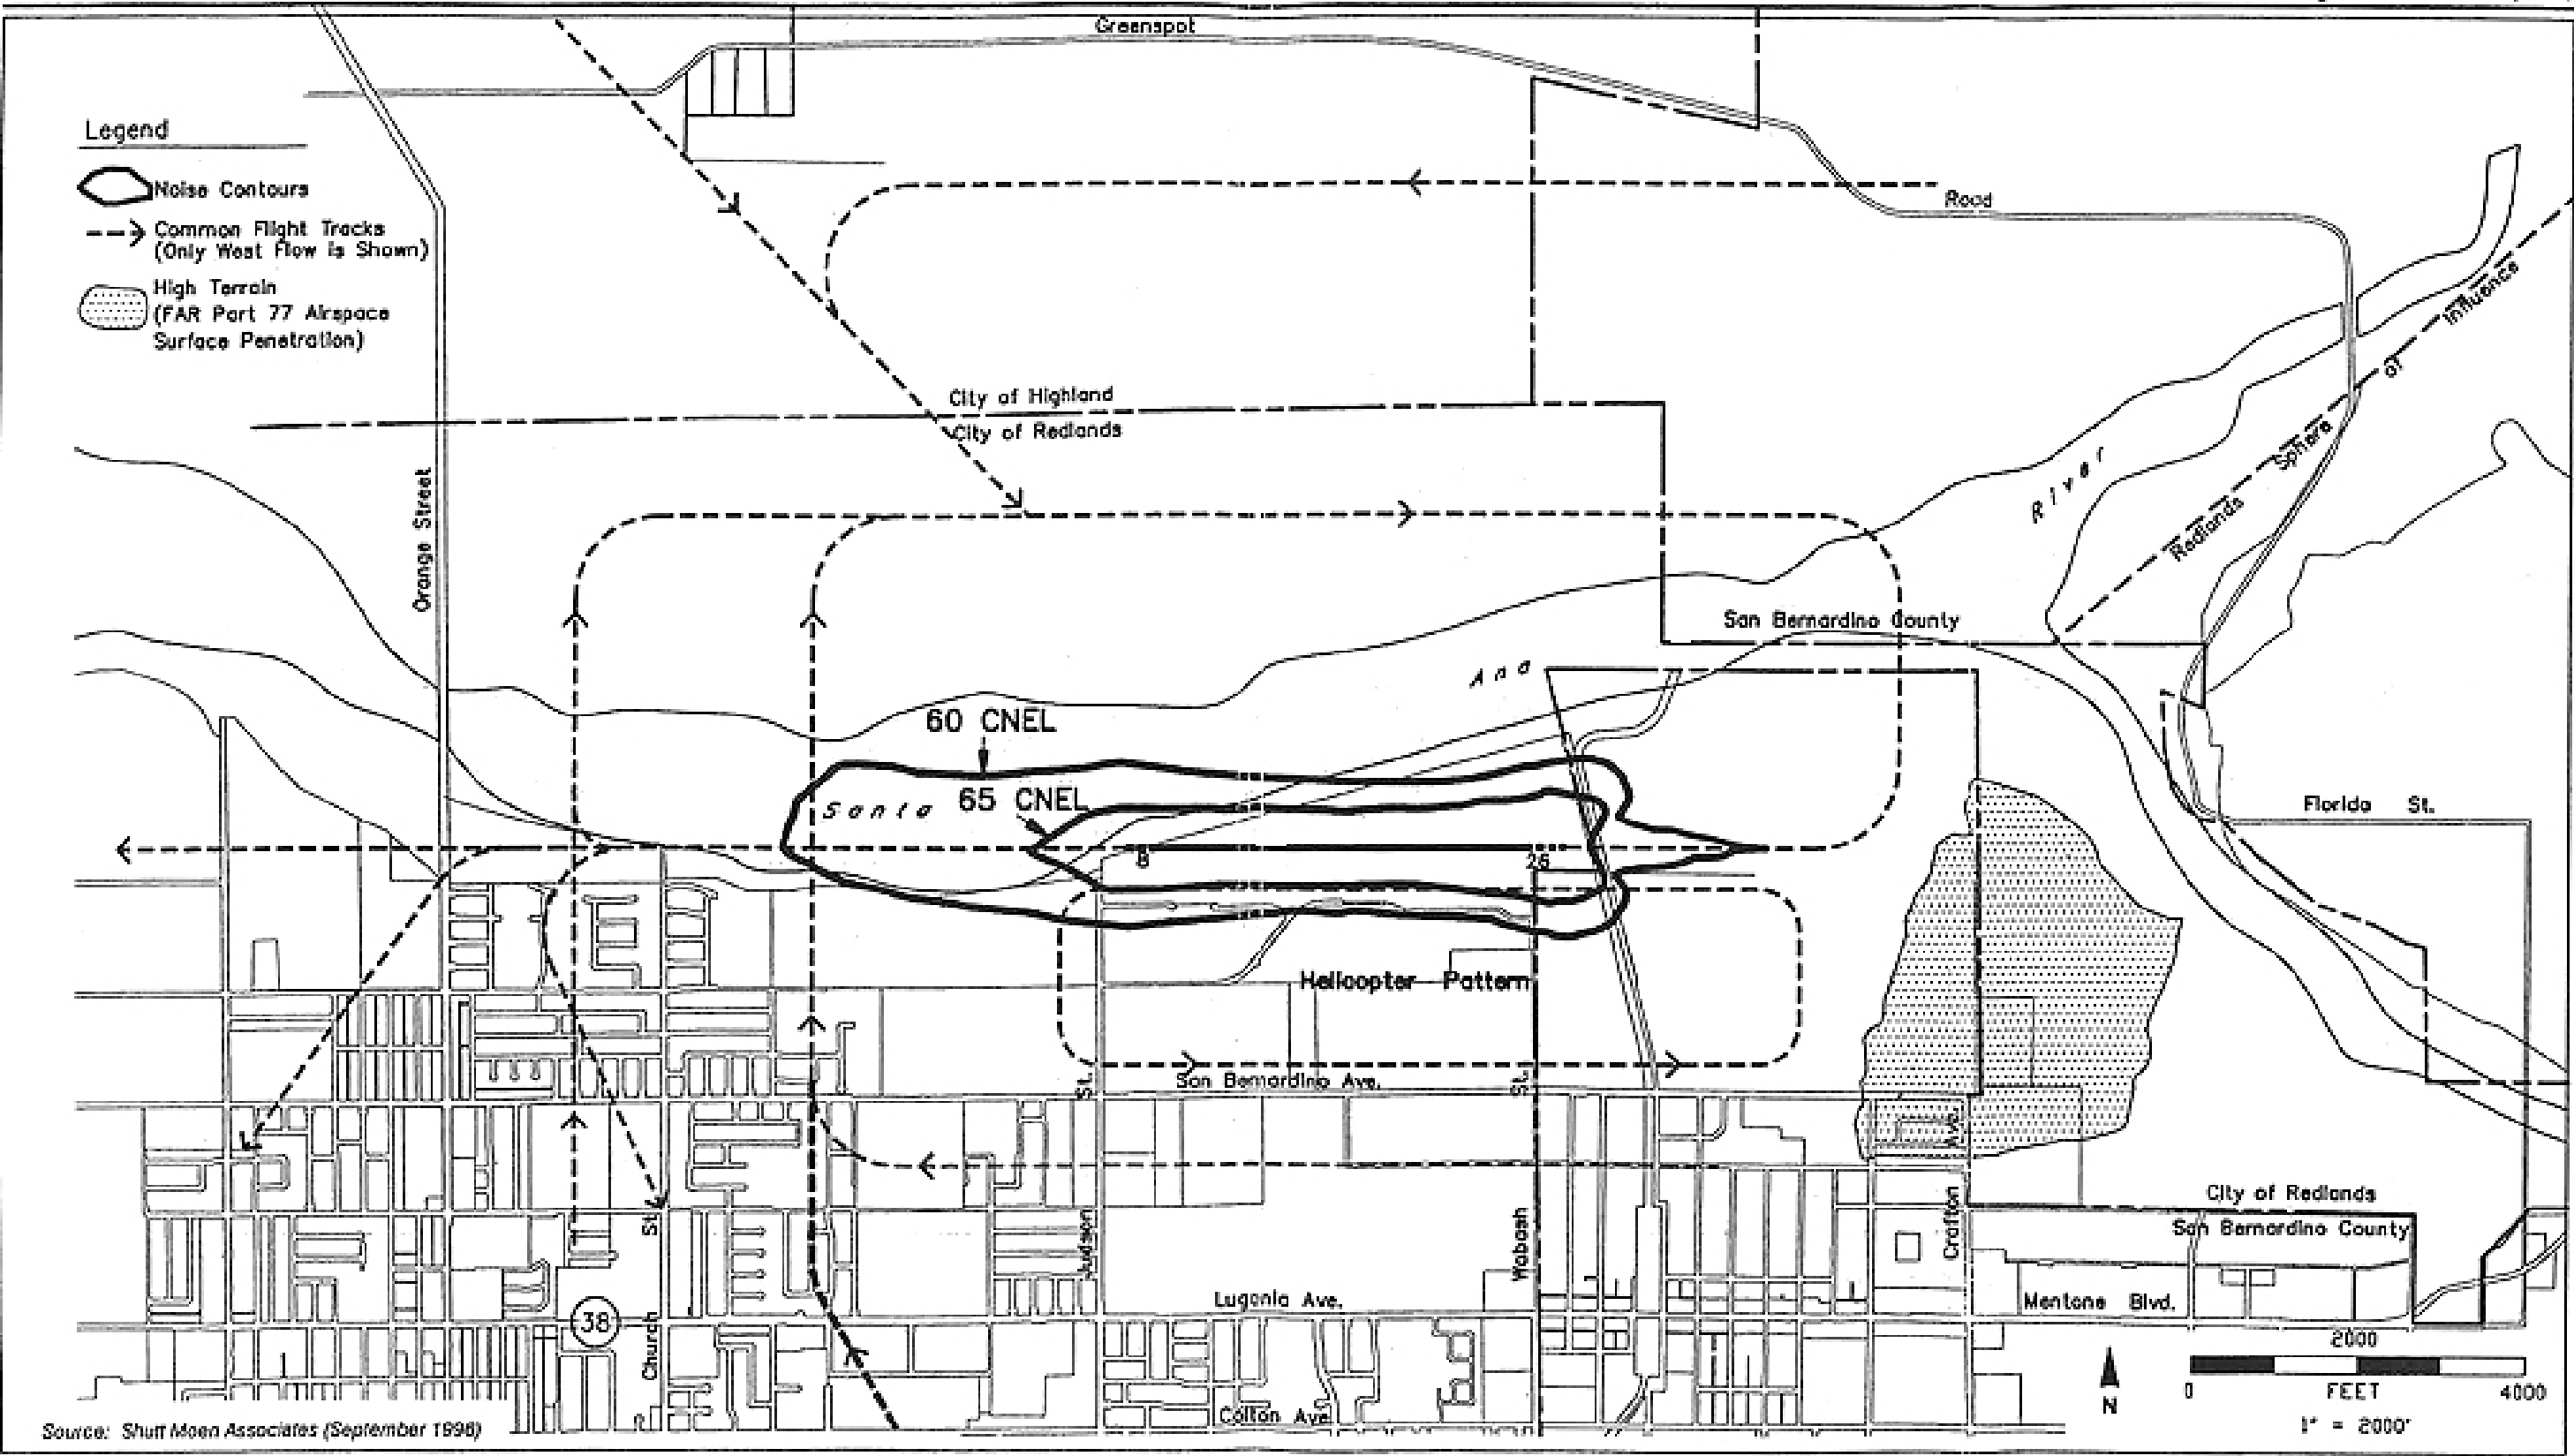 Greenspot
Legend
Noise Contours
Common Flight Tracks
(Only West Flow is Shown)
High Terrain
(FAR Part 77 Airspace
Surface Penetration)
Road
Influence
of
Sphere
Redlands
City of Highland
City of Redlands
Orange Street
River
San Bernardino County
Ana
60 CNEL
65 CNEL
Santa
8
26
Florida St.
Helicopter Pattern
San Bernardino Ave.
St.
St.
Ave.
St.
Judson
Wabash
Crafton
City of Redlands
San Bernardino County
Lugonia Ave.
Mentone Blvd.
38
Church
2000
0 FEET 4000
N
1" = 2000'
Colton Ave
Source: Shutt Moen Associates (September 1996)